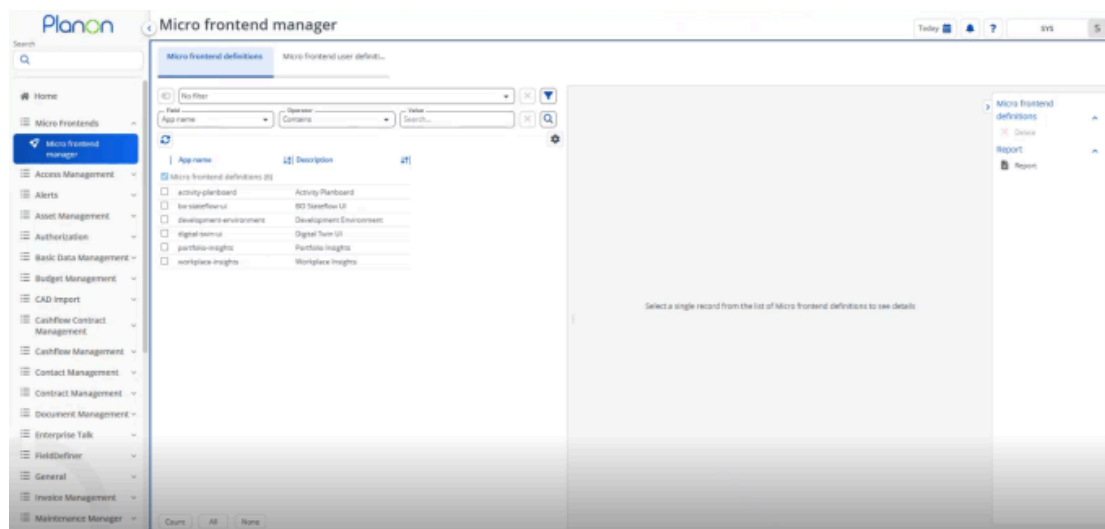 Planon
Micro frontend manager
Today
?
SYS
S
Search
Micro frontend definitions
Micro frontend user definiti...
Home
Micro Frontends
Micro frontend
manager
Access Management
Alerts
Asset Management
Authorization
Basic Data Management
Budget Management
CAD Import
Cashflow Contract
Management
Cashflow Management
Contact Management
Contract Management
Document Management
Enterprise Talk
FieldDefiner
General
Invoice Management
Maintenance Manager
No filter
Field
Operator
Value
App name
Contains
Search...
App name
Description
Micro frontend definitions (6)
activity-planboard
Activity Planboard
bo-stateflow-ui
BO Stateflow UI
development-environment
Development Environment
digital-twin-ui
Digital Twin UI
portfolio-insights
Portfolio Insights
workplace-insights
Workplace Insights
Count
All
None
Select a single record from the list of Micro frontend definitions to see details
Micro frontend
definitions
Delete
Report
Report